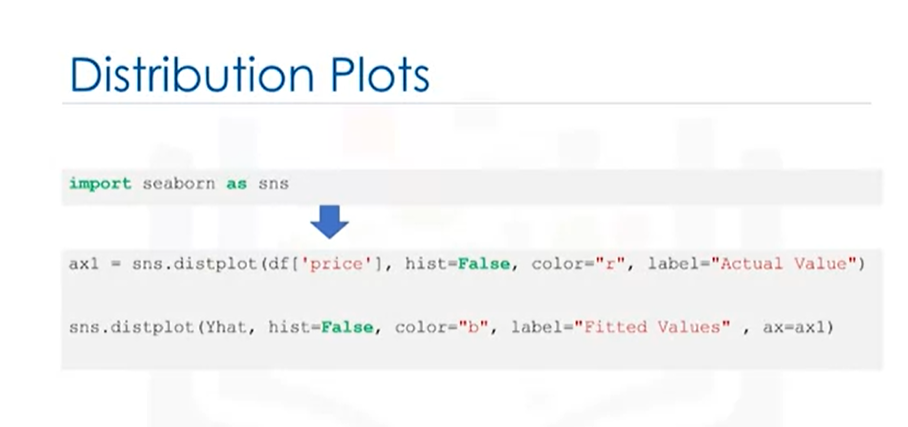 Distribution Plots
import seaborn as sns
ax1 = sns.distplot(df['price'], hist=False, color="r", label="Actual Value")
sns.distplot(Yhat, hist=False, color="b", label="Fitted Values" , ax=ax1)